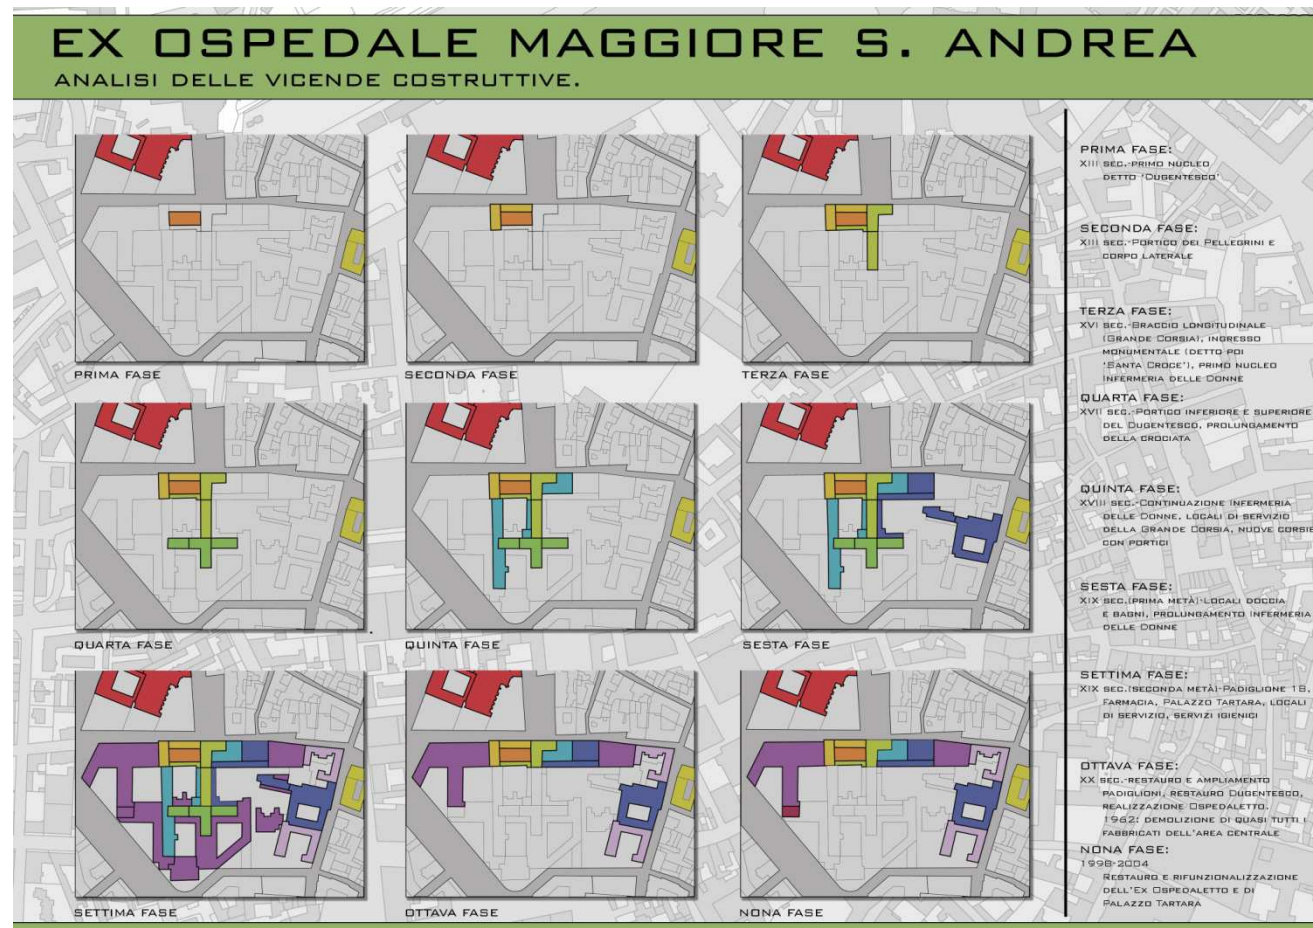 EX OSPEDALE MAGGIORE S. ANDREA
ANALISI DELLE VICENDE COSTRUTTIVE.
PRIMA FASE
SECONDA FASE
TERZA FASE
QUARTA FASE
QUINTA FASE
SESTA FASE
SETTIMA FASE
OTTAVA FASE
NONA FASE
PRIMA FASE:
XIII SEC.-PRIMO NUCLEO
DETTO 'DUGENTESCO'
SECONDA FASE:
XIII SEC.-PORTICO DEI PELLEGRINI E
CORPO LATERALE
TERZA FASE:
XVI SEC.-BRACCIO LONGITUDINALE
(GRANDE CORSIA), INGRESSO
MONUMENTALE (DETTO POI
'SANTA CROCE'), PRIMO NUCLEO
INFERMERIA DELLE DONNE
QUARTA FASE:
XVII SEC.-PORTICO INFERIORE E SUPERIORE
DEL DUGENTESCO, PROLUNGAMENTO
DELLA CROCIATA
QUINTA FASE:
XVIII SEC.-CONTINUAZIONE INFERMERIA
DELLE DONNE, LOCALI DI SERVIZIO
DELLA GRANDE CORSIA, NUOVE CORSIE
CON PORTICI
SESTA FASE:
XIX SEC.(PRIMA METÀ)-LOCALI DOCCIA
E BAGNI, PROLUNGAMENTO INFERMERIA
DELLE DONNE
SETTIMA FASE:
XIX SEC.(SECONDA METÀ)-PADIGLIONE 18,
FARMACIA, PALAZZO TARTARA, LOCALI
DI SERVIZIO, SERVIZI IGIENICI
OTTAVA FASE:
XX SEC.-RESTAURO E AMPLIAMENTO
PADIGLIONI, RESTAURO DUGENTESCO,
REALIZZAZIONE OSPEDALETTO.
1962: DEMOLIZIONE DI QUASI TUTTI I
FABBRICATI DELL'AREA CENTRALE
NONA FASE:
1998-2004
RESTAURO E RIFUNZIONALIZZAZIONE
DELL'EX OSPEDALETTO E DI
PALAZZO TARTARA